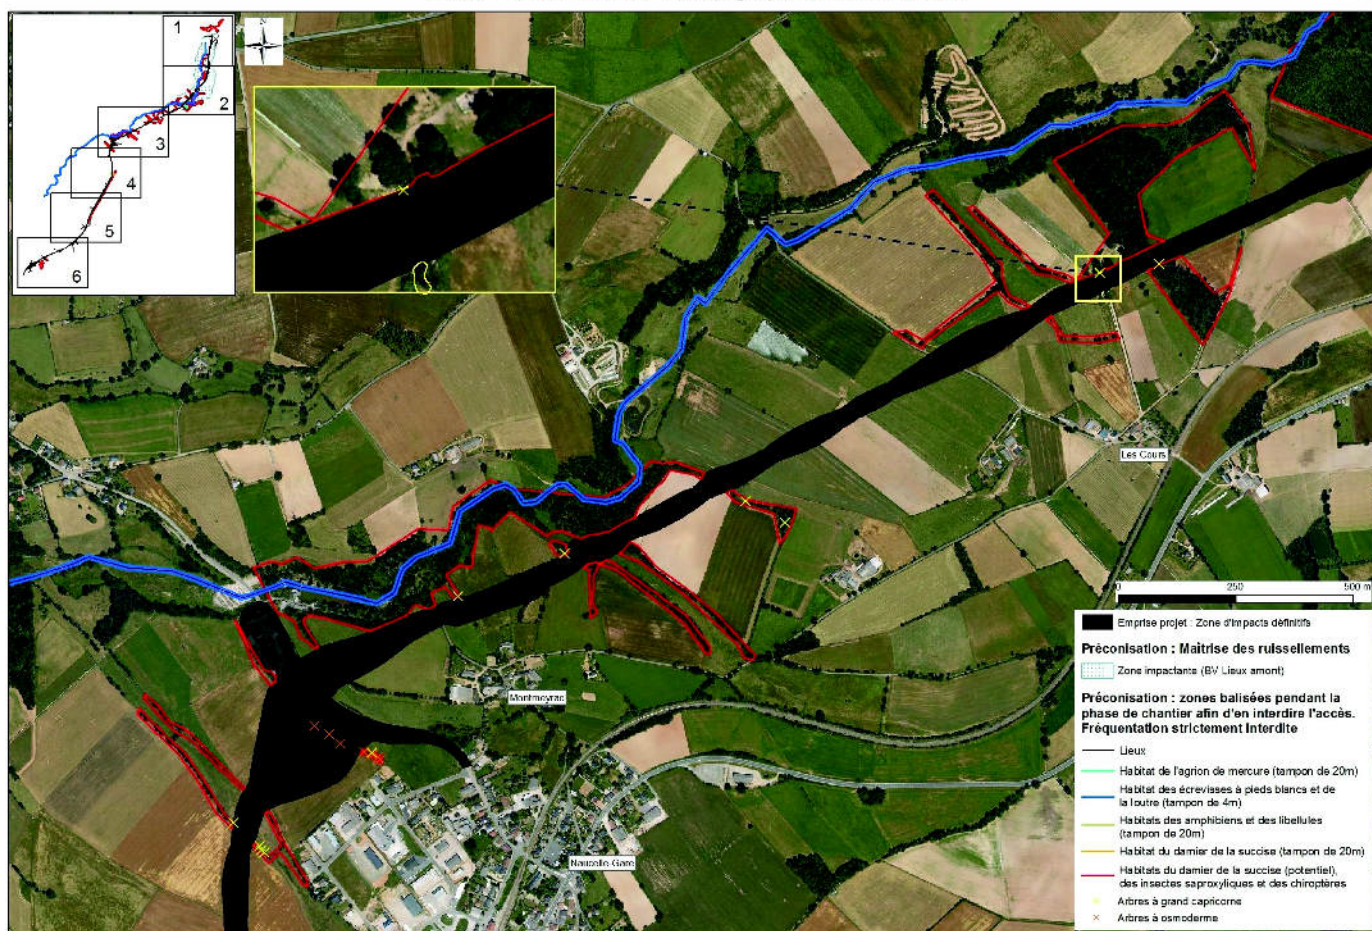 1
N
2
3
4
5
6
Les Cours
0 250 500 m
Emprise projet : Zone d'impacts définitifs
Préconisation : Maîtrise des ruissellements
Zone impactante (BV Lieux amont)
Préconisation : zones balisées pendant la
phase de chantier afin d'en interdire l'accès.
Fréquentation strictement interdite
Lieux
Habitat de l'agrion de mercure (tampon de 20m)
Habitat des écrevisses à pieds blancs et de
la loutre (tampon de 4m)
Habitats des amphibiens et des libellules
(tampon de 20m)
Habitat du damier de la succise (tampon de 20m)
Habitats du damier de la succise (potentiel),
des insectes saproxyliques et des chiroptères
Arbres à grand capricorne
Arbres à osmoderme
Montmeyrac
Naucelle-Gare